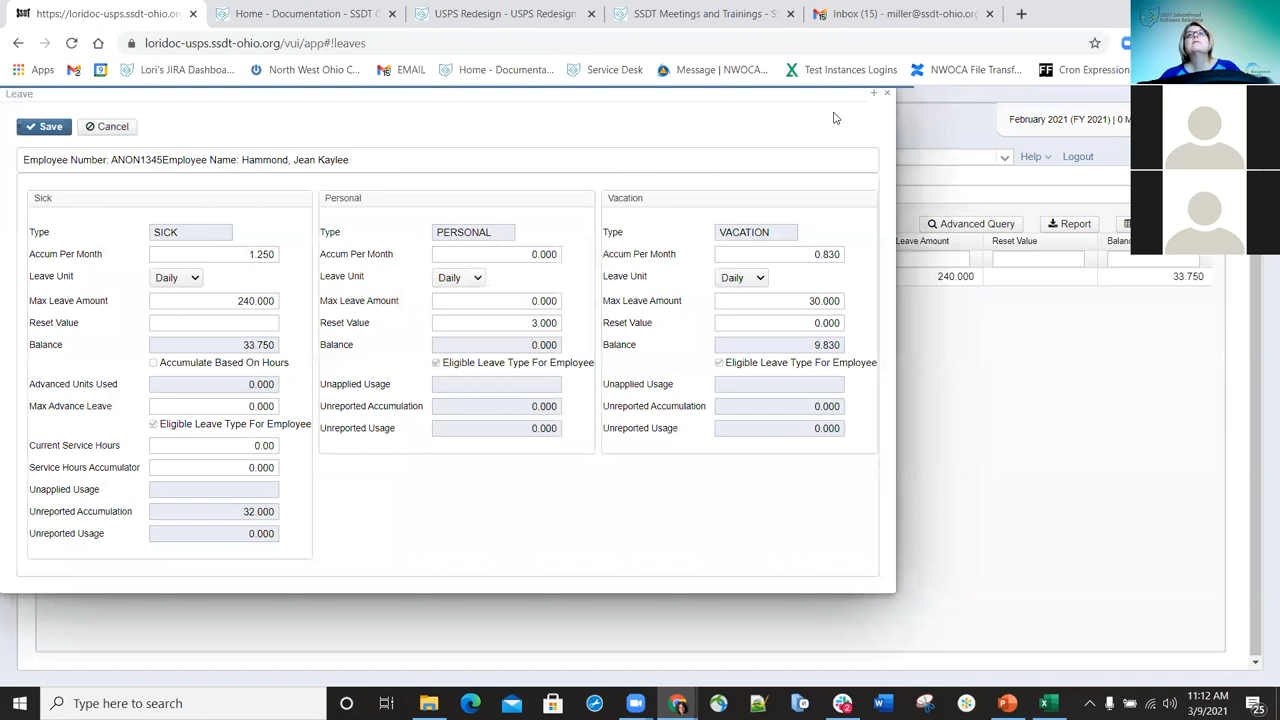 SSDT https://loridoc-usps.ssdt-ohio.org × Home - Documentation - SSDT C × USPS Redesign - USPS Redesign × SSDT Meetings and Trainings - S × Inbox (15) - miller@ssdt-ohio.org × +
loridoc-usps.ssdt-ohio.org/vui/app#!leaves
Apps Lori's JIRA Dashboa... North West Ohio C... EMAIL Home - Documenta... Service Desk Message | NWOCA... Test Instances Logins NWOCA File Transf... Cron Expression
Leave
February 2021 (FY 2021) | 0 M
Save Cancel
Help Logout
Employee Number: ANON1345Employee Name: Hammond, Jean Kaylee
Sick
Type SICK
Accum Per Month 1.250
Leave Unit Daily
Max Leave Amount 240.000
Reset Value
Balance 33.750
Accumulate Based On Hours
Advanced Units Used 0.000
Max Advance Leave 0.000
Eligible Leave Type For Employee
Current Service Hours 0.00
Service Hours Accumulator 0.000
Unapplied Usage
Unreported Accumulation 32.000
Unreported Usage 0.000
Personal
Type PERSONAL
Accum Per Month 0.000
Leave Unit Daily
Max Leave Amount 0.000
Reset Value 3.000
Balance 0.000
Eligible Leave Type For Employee
Unapplied Usage
Unreported Accumulation 0.000
Unreported Usage 0.000
Vacation
Type VACATION
Accum Per Month 0.830
Leave Unit Daily
Max Leave Amount 30.000
Reset Value 0.000
Balance 9.830
Eligible Leave Type For Employee
Unapplied Usage
Unreported Accumulation 0.000
Unreported Usage 0.000
Advanced Query Report
Leave Amount Reset Value Balanc
240.000 33.750
Type here to search
11:12 AM
3/9/2021
25